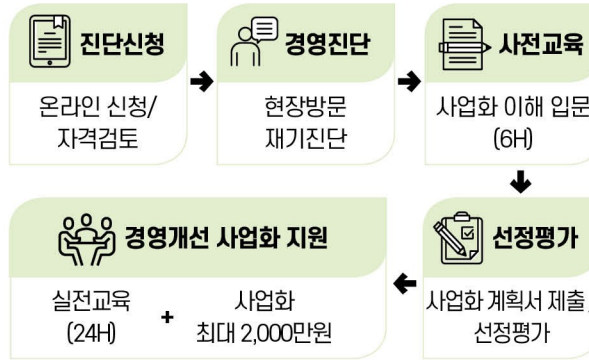 진단신청
온라인 신청/
자격검토
경영진단
현장방문
재기진단
사전교육
사업화 이해 입문
(6H)
선정평가
사업화 계획서 제출,
선정평가
경영개선 사업화 지원
실전교육
(24H)
+
사업화
최대 2,000만원